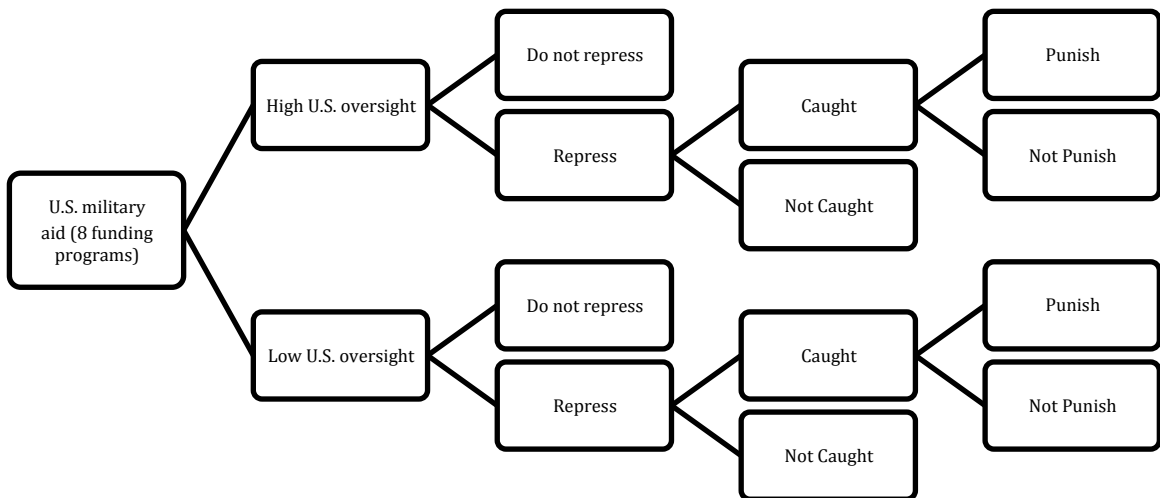 U.S. military
aid (8 funding
programs)
High U.S. oversight
Do not repress
Repress
Caught
Punish
Not Punish
Not Caught
Low U.S. oversight
Do not repress
Repress
Caught
Punish
Not Punish
Not Caught